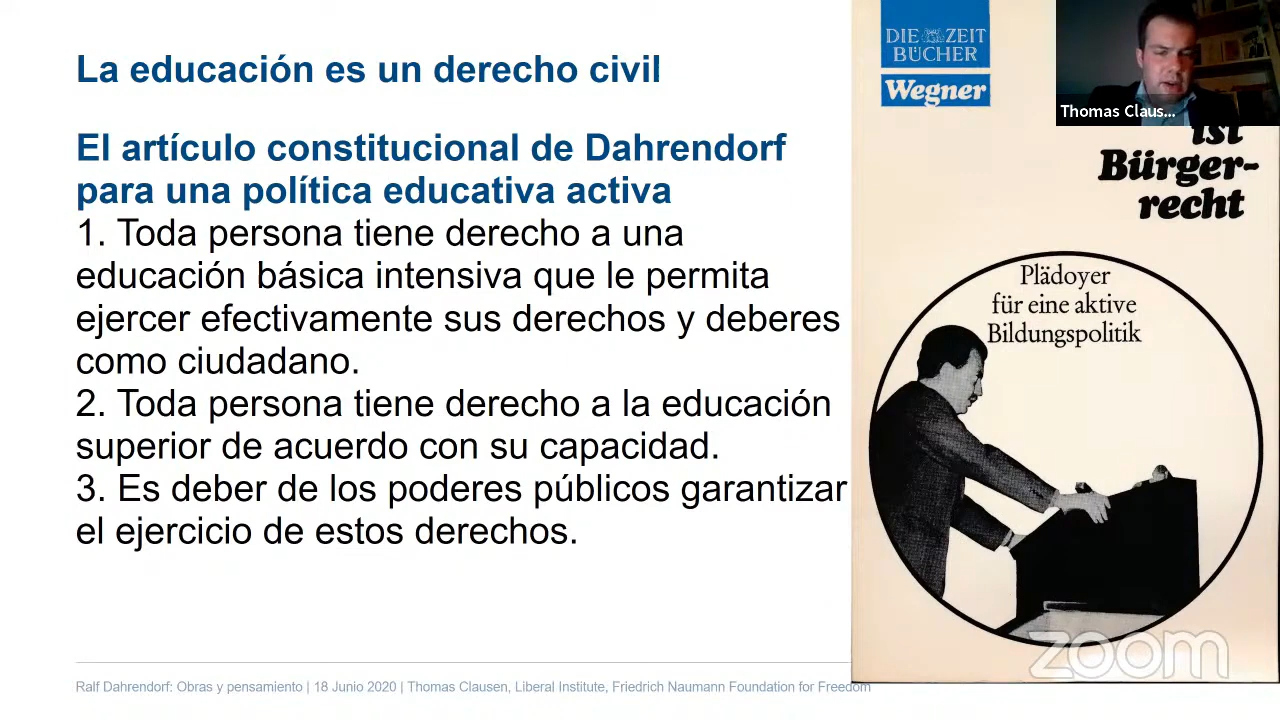 La educación es un derecho civil
El artículo constitucional de Dahrendorf
para una política educativa activa
1. Toda persona tiene derecho a una
educación básica intensiva que le permita
ejercer efectivamente sus derechos y deberes
como ciudadano.
2. Toda persona tiene derecho a la educación
superior de acuerdo con su capacidad.
3. Es deber de los poderes públicos garantizar
el ejercicio de estos derechos.
Ralf Dahrendorf: Obras y pensamiento | 18 Junio 2020 | Thomas Clausen, Liberal Institute, Friedrich Naumann Foundation for Freedom
DIE ZEIT
BÜCHER
Wegner
Thomas Claus...
ist
Bürger-
recht
Plädoyer
für eine aktive
Bildungspolitik
zoom